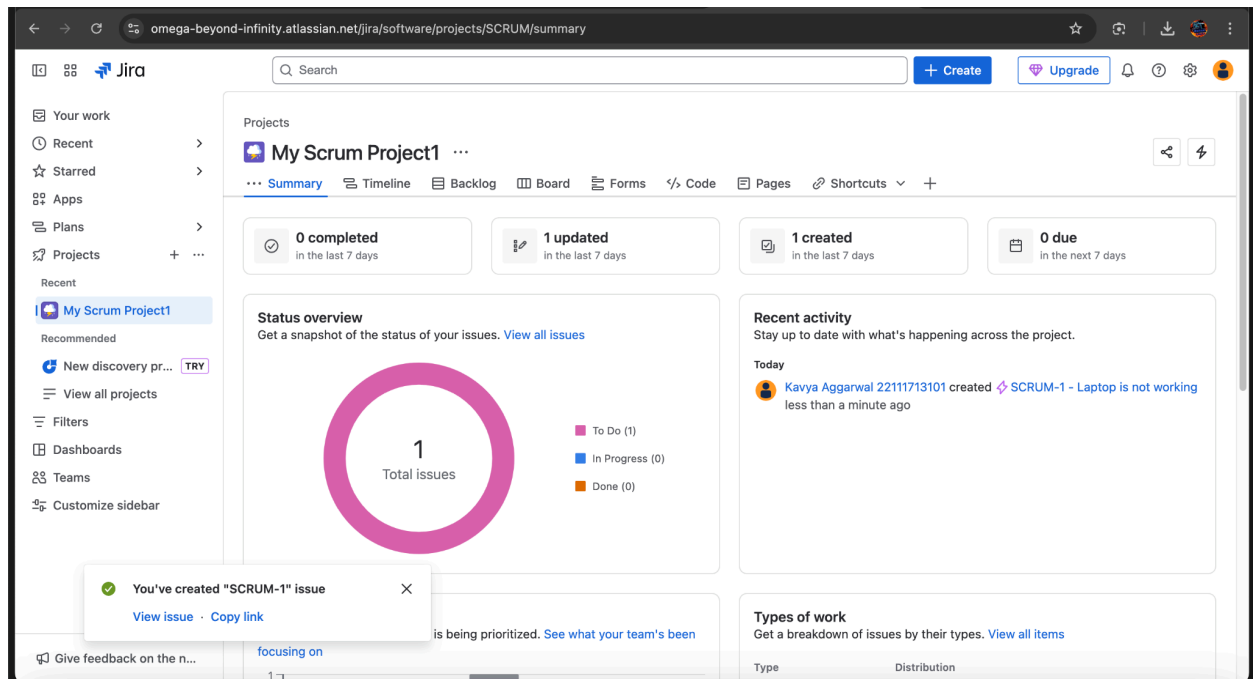 omega-beyond-infinity.atlassian.net/jira/software/projects/SCRUM/summary
Jira
Search
+ Create
Upgrade
Your work
Recent
Starred
Apps
Plans
Projects
Recent
My Scrum Project1
Recommended
New discovery pr... TRY
View all projects
Filters
Dashboards
Teams
Customize sidebar
Give feedback on the n...
Projects
My Scrum Project1 ...
Summary Timeline Backlog Board Forms Code Pages Shortcuts +
0 completed
in the last 7 days
1 updated
in the last 7 days
1 created
in the last 7 days
0 due
in the next 7 days
Status overview
Get a snapshot of the status of your issues. View all issues
1
Total issues
To Do (1)
In Progress (0)
Done (0)
Recent activity
Stay up to date with what's happening across the project.
Today
Kavya Aggarwal 22111713101 created SCRUM-1 - Laptop is not working
less than a minute ago
You've created "SCRUM-1" issue
View issue · Copy link
is being prioritized. See what your team's been
focusing on
1
Types of work
Get a breakdown of issues by their types. View all items
Type Distribution